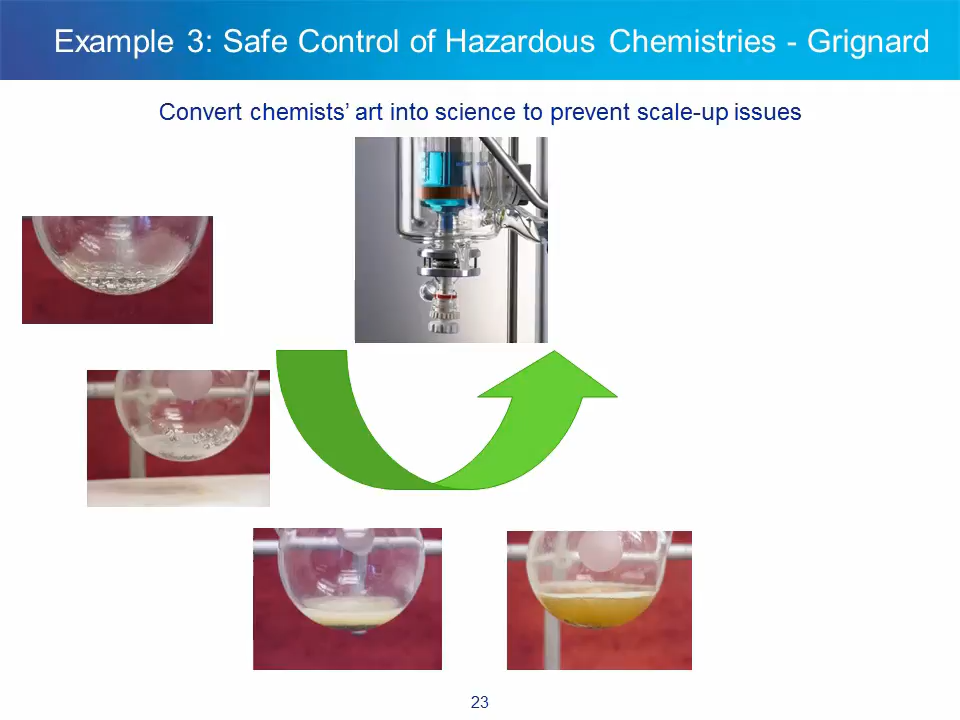 Example 3: Safe Control of Hazardous Chemistries - Grignard
Convert chemists’ art into science to prevent scale-up issues
23